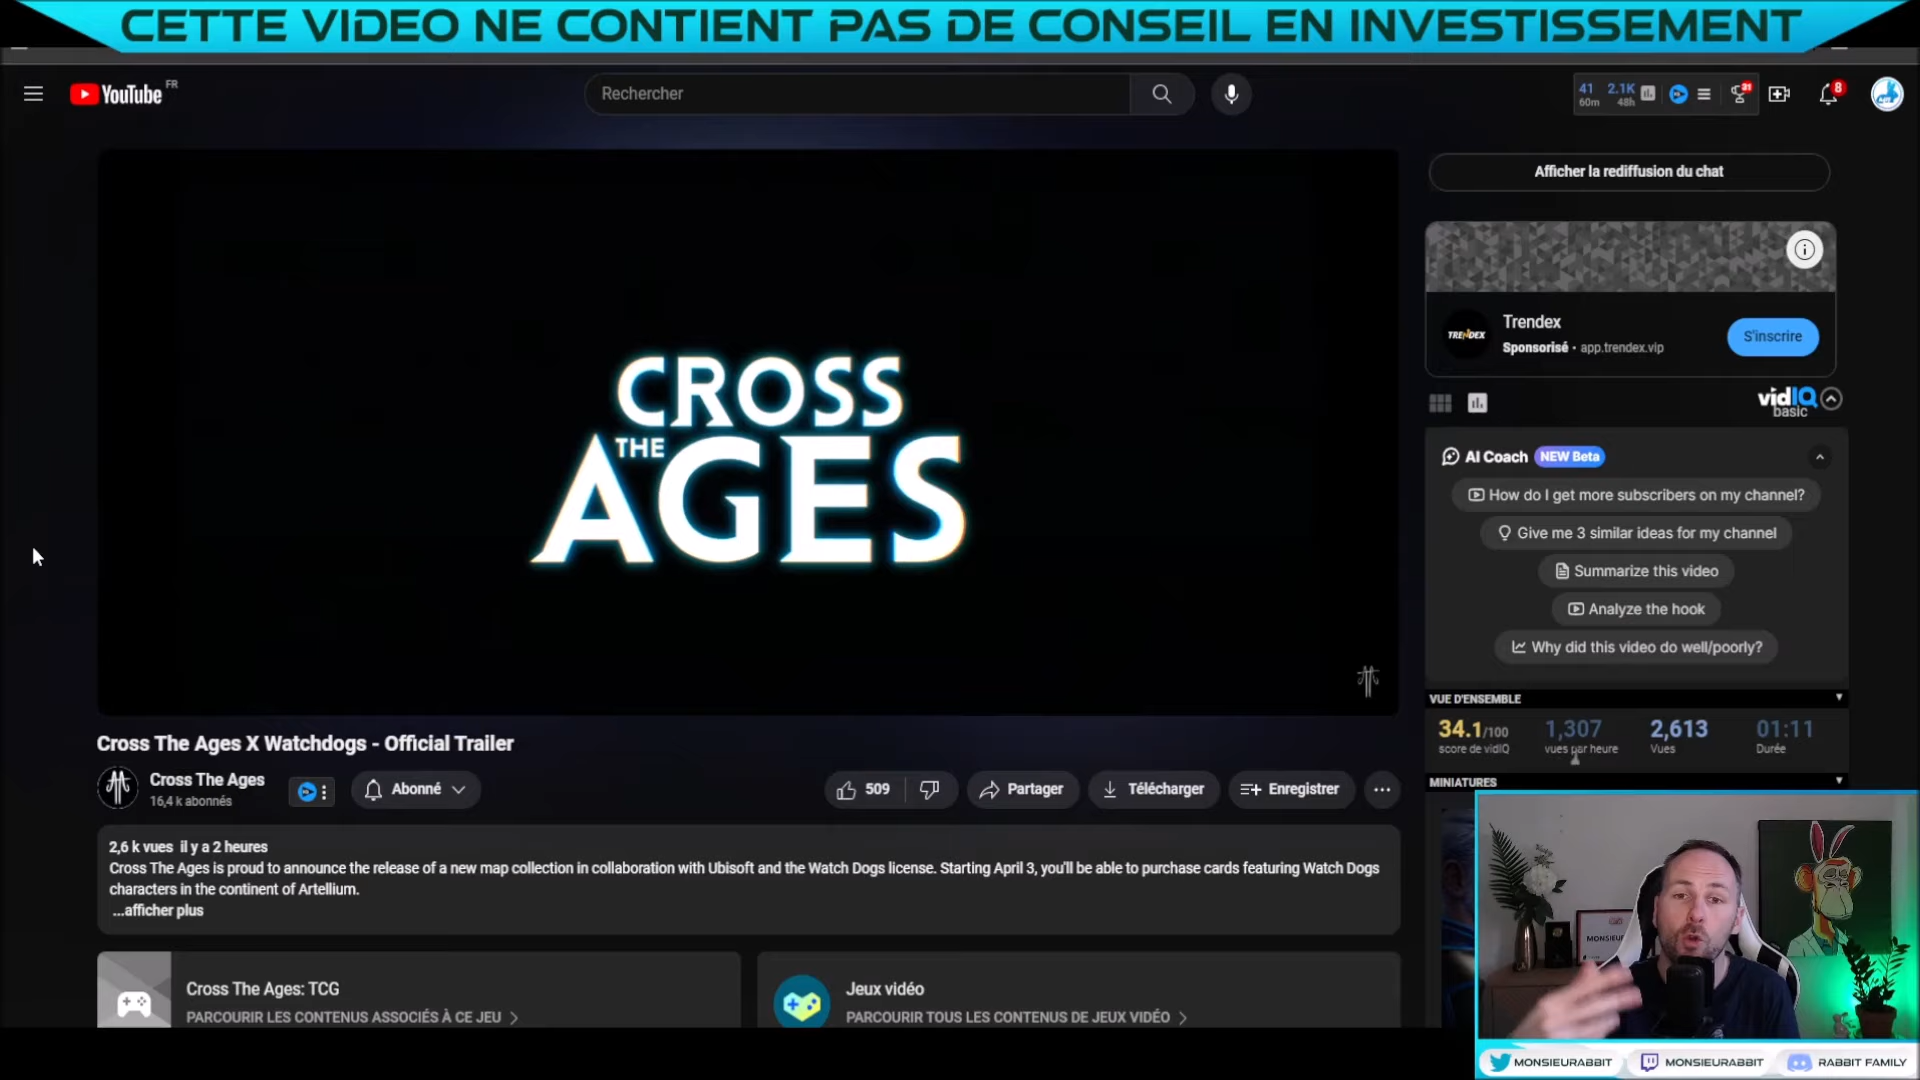 CETTE VIDEO NE CONTIENT PAS DE CONSEIL EN INVESTISSEMENT
YouTube FR
Rechercher
41 2.1K
60m 48h
31
8
CROSS
THE
AGES
Afficher la rediffusion du chat
TRENDEX
Trendex
Sponsorisé • app.trendex.vip
S'inscrire
vidIQ
basic
AI Coach NEW Beta
How do I get more subscribers on my channel?
Give me 3 similar ideas for my channel
Summarize this video
Analyze the hook
Why did this video do well/poorly?
VUE D'ENSEMBLE
34.1/100 1,307 2,613 01:11
score de vidIQ vues par heure Vues Durée
MINIATURES
Cross The Ages X Watchdogs - Official Trailer
Cross The Ages
16,4 k abonnés
Abonné
509
Partager
Télécharger
Enregistrer
2,6 k vues il y a 2 heures
Cross The Ages is proud to announce the release of a new map collection in collaboration with Ubisoft and the Watch Dogs license. Starting April 3, you'll be able to purchase cards featuring Watch Dogs
characters in the continent of Artellium.
...afficher plus
Cross The Ages: TCG
PARCOURIR LES CONTENUS ASSOCIÉS À CE JEU
Jeux vidéo
PARCOURIR TOUS LES CONTENUS DE JEUX VIDÉO
MONSIEURABBIT
MONSIEURABBIT
RABBIT FAMILY